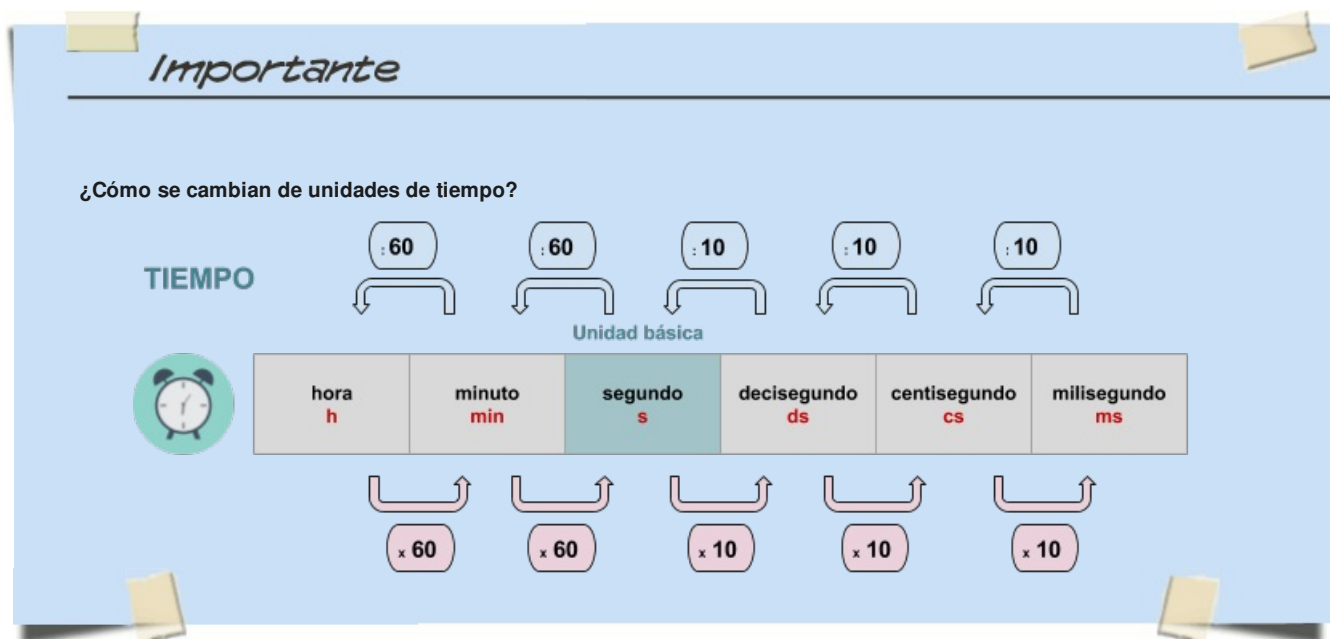 Importante
¿Cómo se cambian de unidades de tiempo?
: 60
: 60
: 10
: 10
: 10
TIEMPO
Unidad básica
hora
h
minuto
min
segundo
s
decisegundo
ds
centisegundo
cs
milisegundo
ms
x 60
x 60
x 10
x 10
x 10